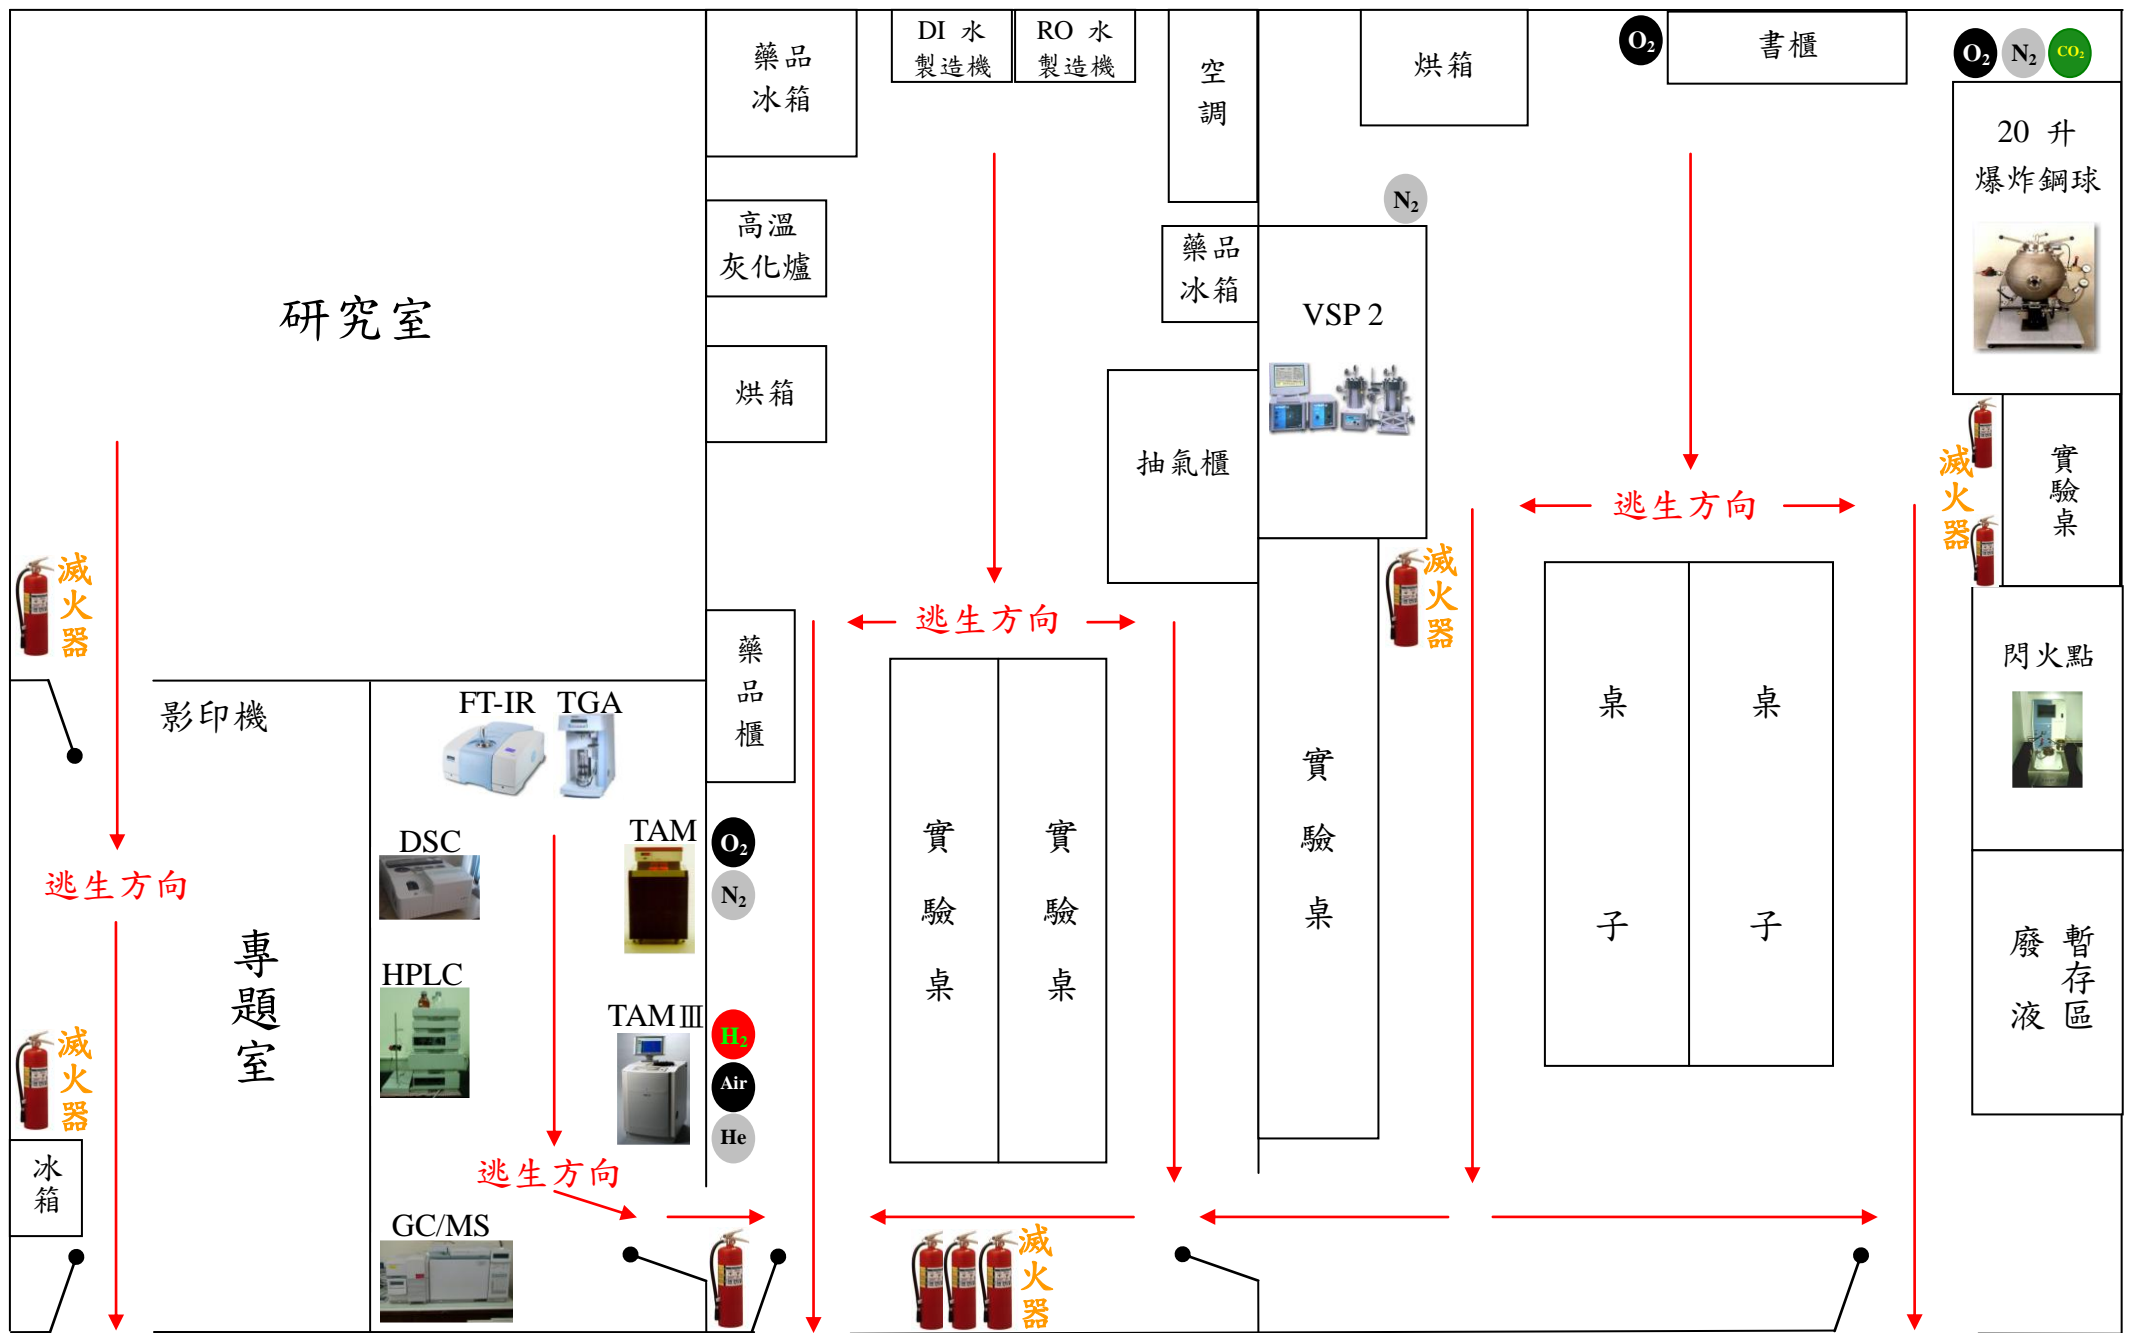 藥品
冰箱
DI 水
製造機
RO 水
製造機
空調
烘箱
O₂
書櫃
O₂
N₂
CO₂
20 升
爆炸鋼球
N₂
高溫
灰化爐
藥品
冰箱
VSP 2
研究室
烘箱
抽氣櫃
滅火器
實驗桌
逃生方向
滅火器
逃生方向
滅火器
藥品櫃
閃火點
影印機
FT-IR
TGA
桌子
桌子
實驗桌
DSC
TAM
O₂
N₂
實驗桌
實驗桌
逃生方向
專題室
HPLC
廢液
暫存區
TAM Ⅲ
H₂
Air
He
滅火器
冰箱
逃生方向
GC/MS
滅火器